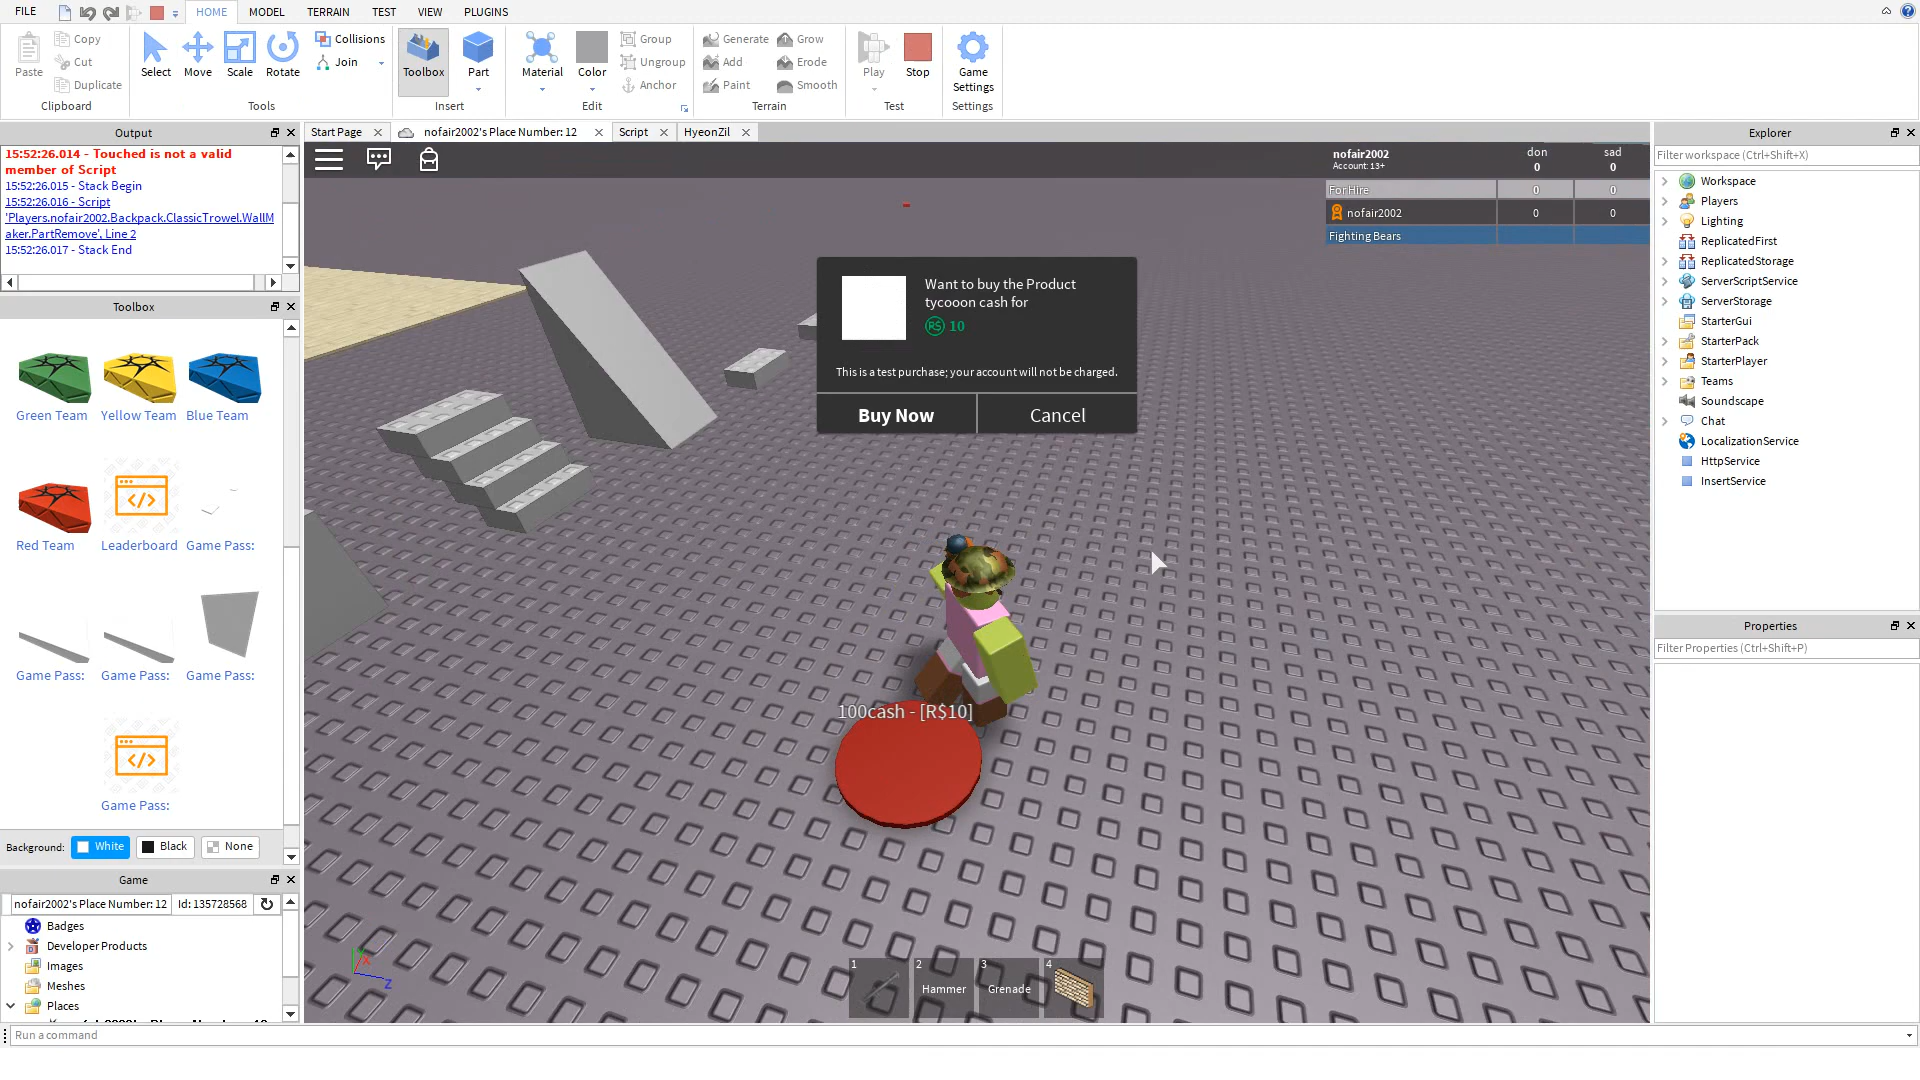 FILE
HOME
MODEL
TERRAIN
TEST
VIEW
PLUGINS
Paste
Copy
Cut
Duplicate
Clipboard
Select
Move
Scale
Rotate
Collisions
Join
Tools
Toolbox
Part
Insert
Material
Color
Group
Ungroup
Anchor
Edit
Generate
Add
Paint
Grow
Erode
Smooth
Terrain
Play
Stop
Test
Game
Settings
Settings
Output
15:52:26.014 - Touched is not a valid
member of Script
15:52:26.015 - Stack Begin
15:52:26.016 - Script
'Players.nofair2002.Backpack.ClassicTrowel.WallM
aker.PartRemove', Line 2
15:52:26.017 - Stack End
Toolbox
Green Team
Yellow Team
Blue Team
Red Team
Leaderboard
Game Pass:
Game Pass:
Game Pass:
Game Pass:
Game Pass:
Background:
White
Black
None
Game
nofair2002's Place Number: 12
Id: 135728568
Badges
Developer Products
Images
Meshes
Places
Run a command
Start Page
nofair2002's Place Number: 12
Script
HyeonZil
nofair2002
Account: 13+
don
0
sad
0
For Hire
0
0
nofair2002
0
0
Fighting Bears
Want to buy the Product
tycooon cash for
R$ 10
This is a test purchase; your account will not be charged.
Buy Now
Cancel
100cash - [R$10]
X
Z
1
2
Hammer
3
Grenade
4
Explorer
Filter workspace (Ctrl+Shift+X)
Workspace
Players
Lighting
ReplicatedFirst
ReplicatedStorage
ServerScriptService
ServerStorage
StarterGui
StarterPack
StarterPlayer
Teams
Soundscape
Chat
LocalizationService
HttpService
InsertService
Properties
Filter Properties (Ctrl+Shift+P)